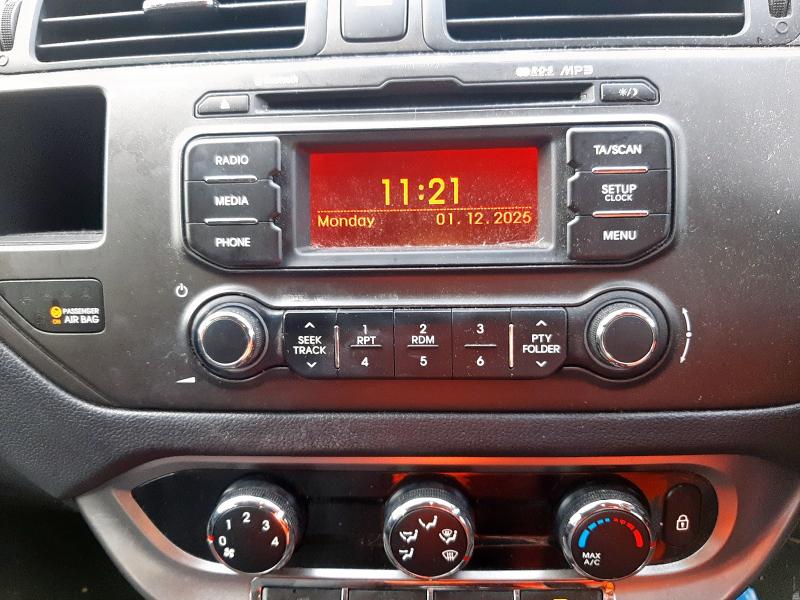 MP3
RADIO
MEDIA
PHONE
11:21
Monday 01.12.2025
TA/SCAN
SETUP
CLOCK
MENU
PASSENGER
AIR BAG
ON
SEEK
TRACK
1
RPT
4
2
RDM
5
3
6
PTY
FOLDER
0 1 2 3 4
MAX
A/C